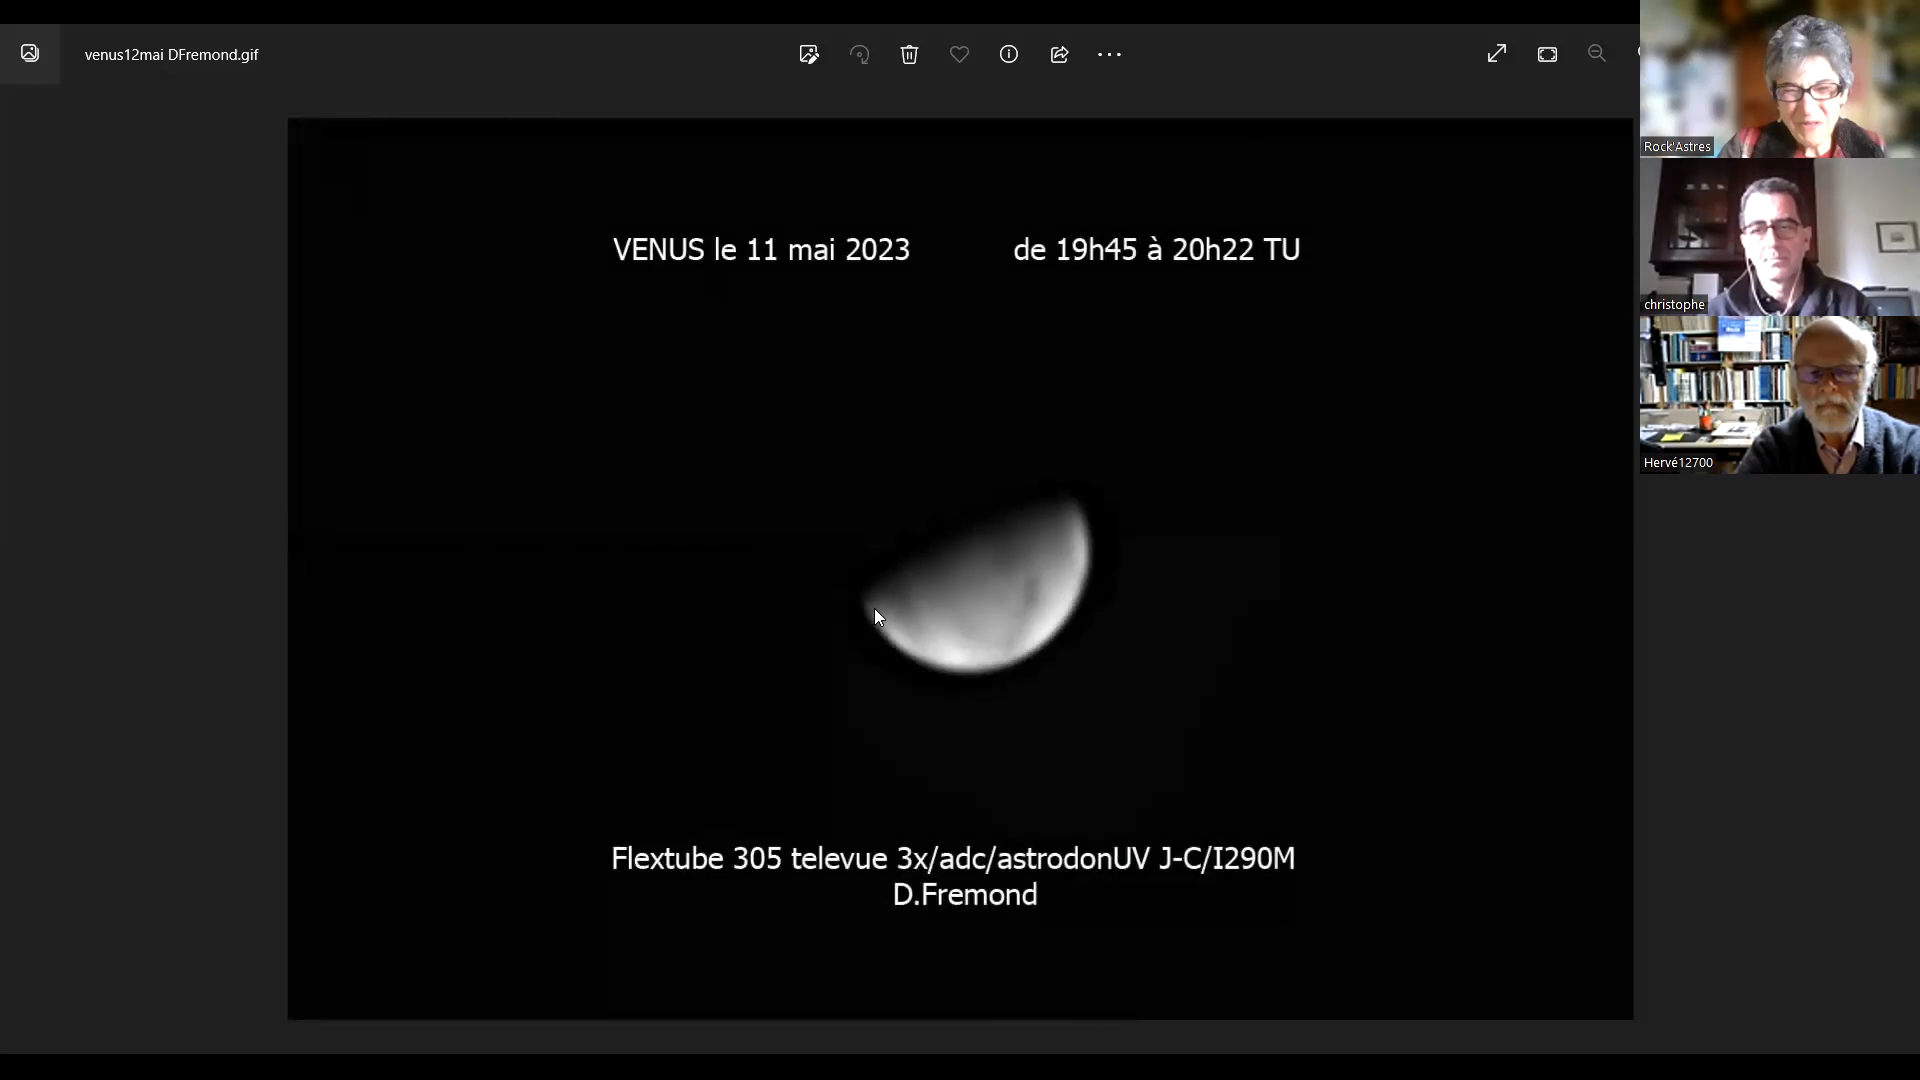 venus12mai DFremond.gif
Rock'Astres
christophe
Hervé12700
VENUS le 11 mai 2023 de 19h45 à 20h22 TU
Flextube 305 televue 3x/adc/astrodonUV J-C/I290M
D.Fremond